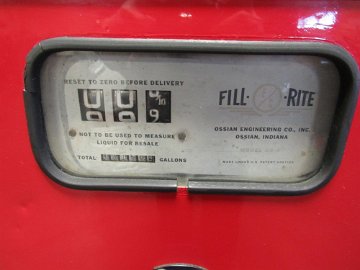 RESET TO ZERO BEFORE DELIVERY
NOT TO BE USED TO MEASURE
LIQUID FOR RESALE
TOTAL GALLONS
FILL-RITE
OSSIAN ENGINEERING CO., INC.
OSSIAN, INDIANA
MODEL